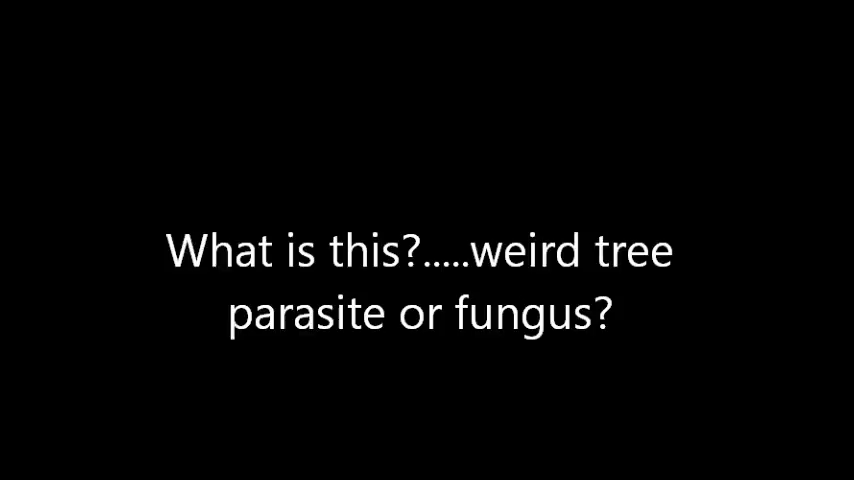 What is this?.....weird tree
parasite or fungus?